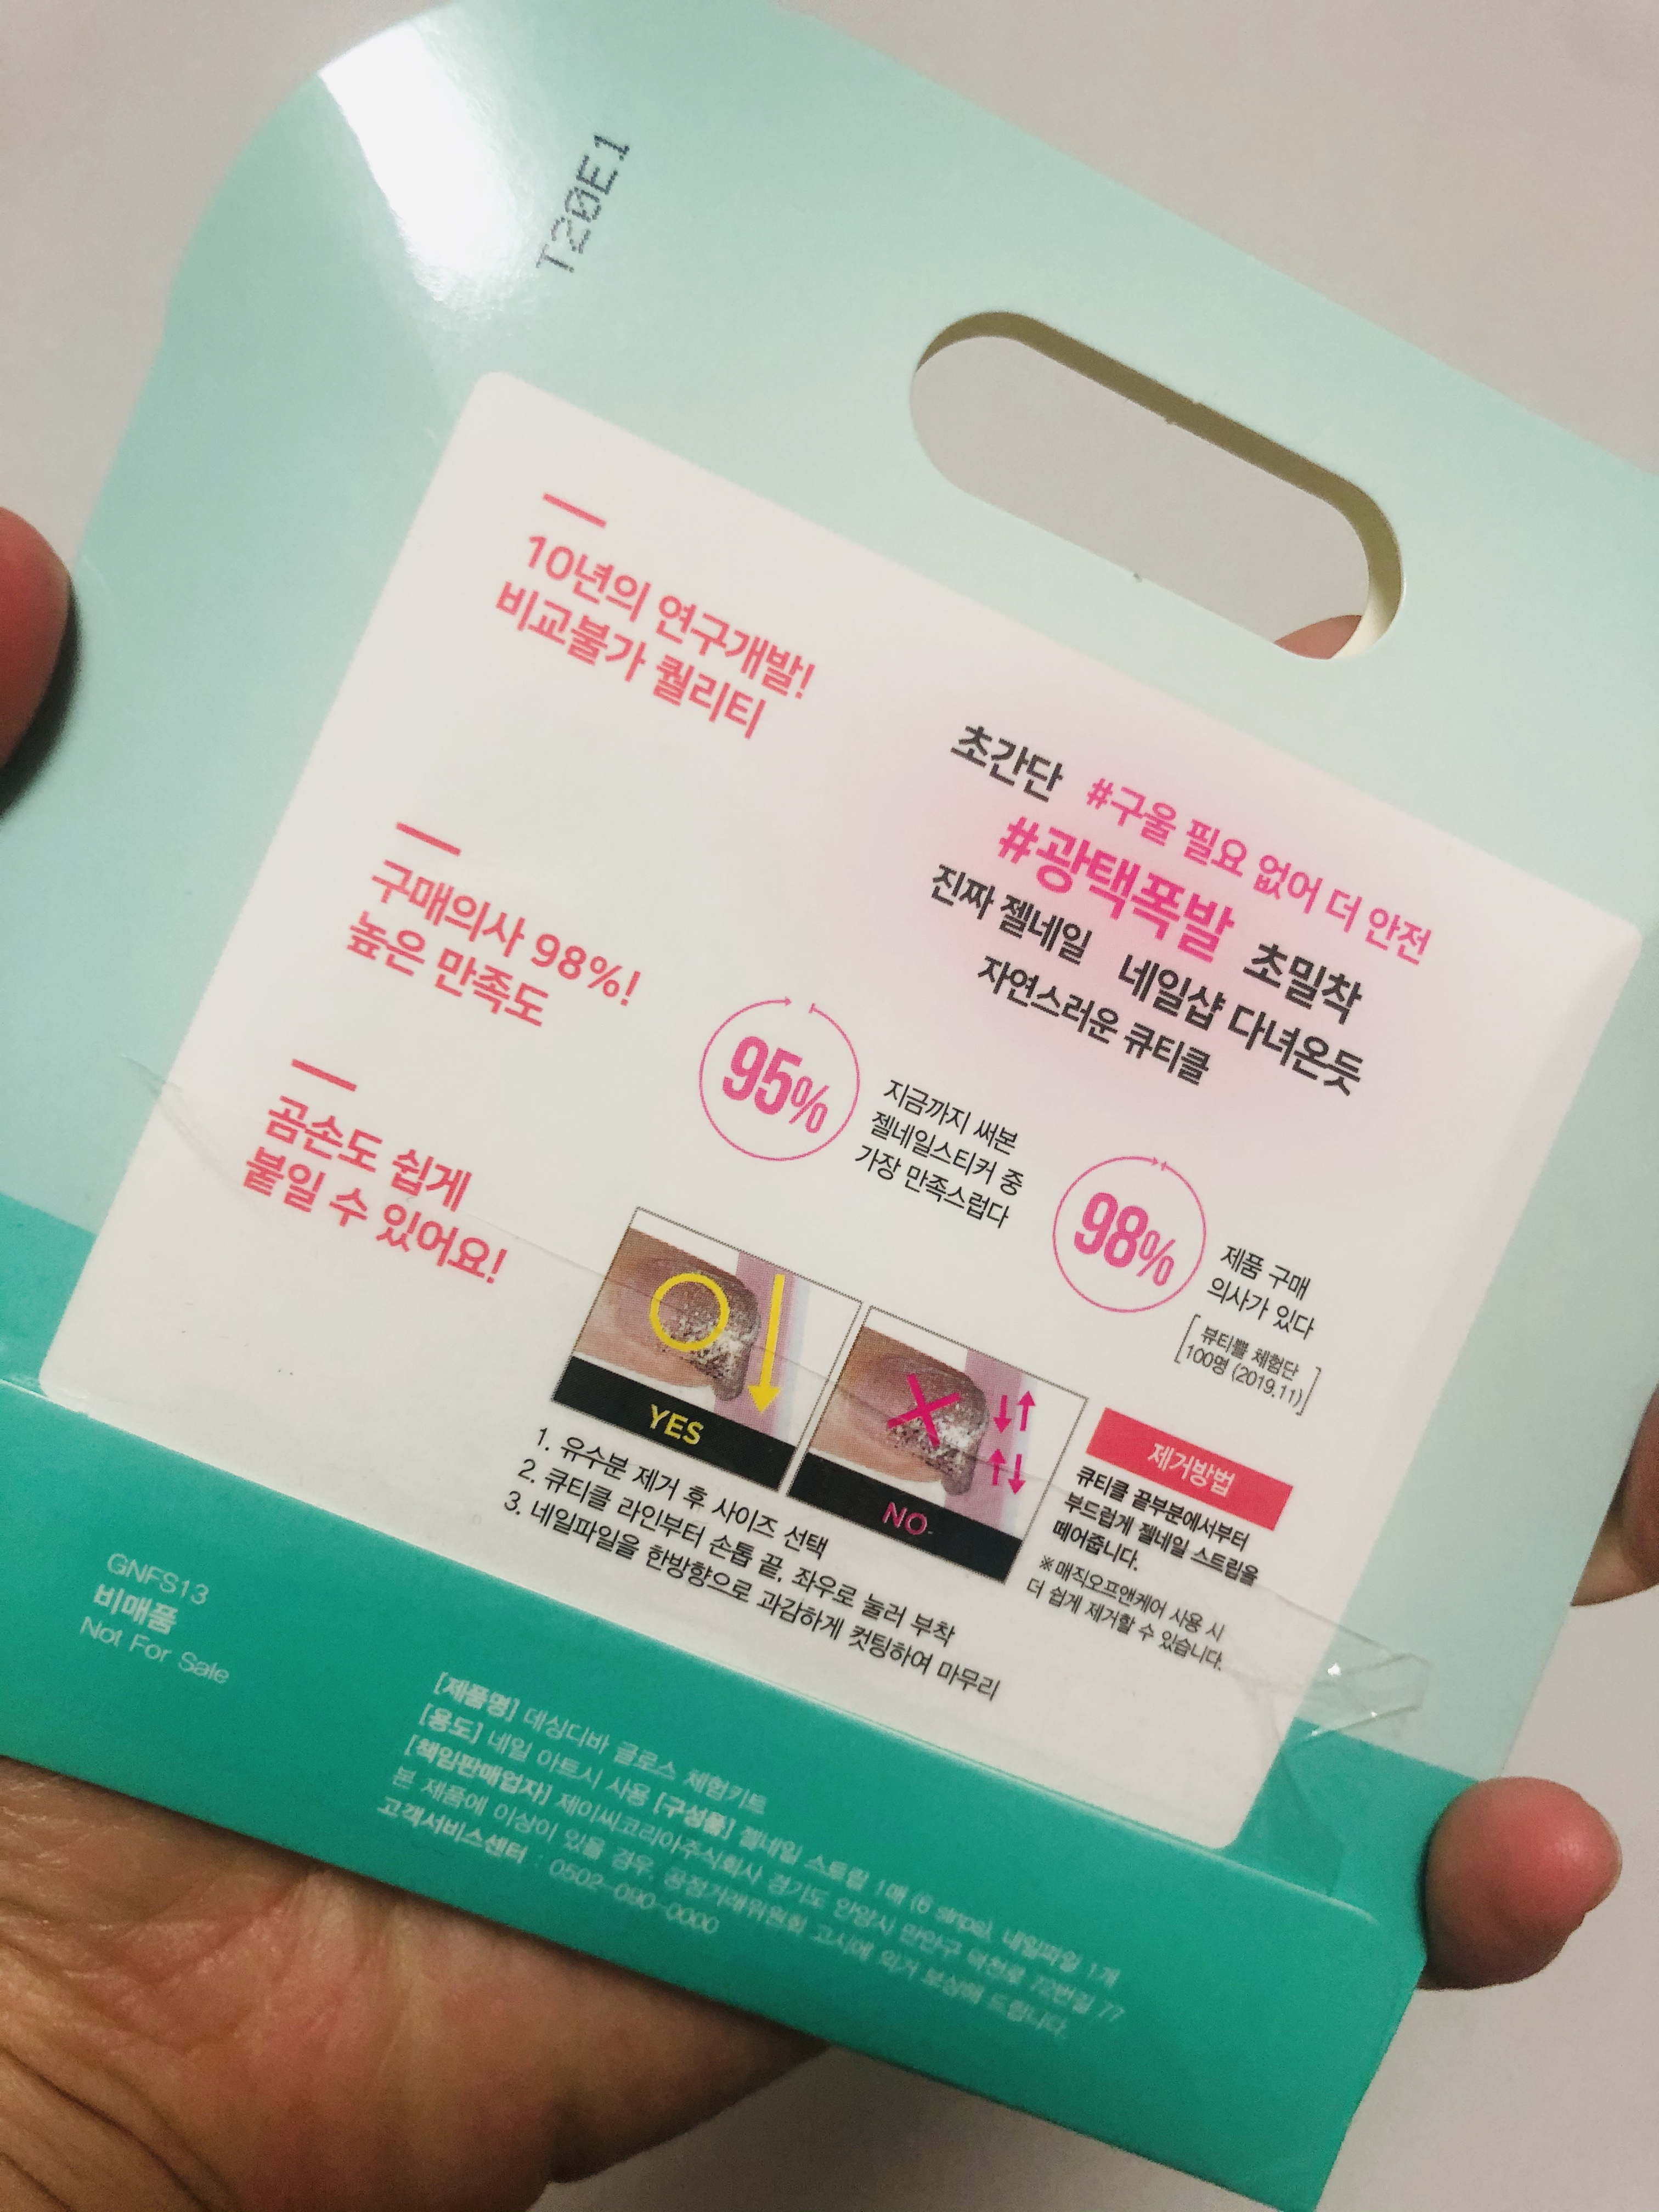 T20E1
10년의 연구개발!
비교불가 퀄리티
초간단 #구울 필요 없어 더 안전
#광택폭발 초밀착
진짜 젤네일 네일샵 다녀온듯
자연스러운 큐티클
구매의사 98%!
높은 만족도
95%
지금까지 써본
젤네일스티커 중
가장 만족스럽다
98%
제품 구매
의사가 있다
[뷰티쁠 체험단
100명 (2019.11)]
곰손도 쉽게
붙일 수 있어요!
YES
NO
1. 유수분 제거 후 사이즈 선택
2. 큐티클 라인부터 손톱 끝, 좌우로 눌러 부착
3. 네일파일을 한방향으로 과감하게 컷팅하여 마무리
제거방법
큐티클 끝부분에서부터
부드럽게 젤네일 스트립을
떼어줍니다.
※매직오프앤케어 사용 시
더 쉽게 제거할 수 있습니다.
GNFS13
비매품
Not For Sale
[제품명] 데싱디바 글로스 체험키트
[용도] 네일 아트시 사용 [구성물] 젤네일 스트립 1매 (6 strips), 네일파일 1개
[책임판매업자] 제이씨코리아주식회사 경기도 안양시 만안구 덕천로 72번길 77
본 제품에 이상이 있을 경우, 공정거래위원회 고시에 의거 보상해 드립니다.
고객서비스센터 : 0502-090-0000